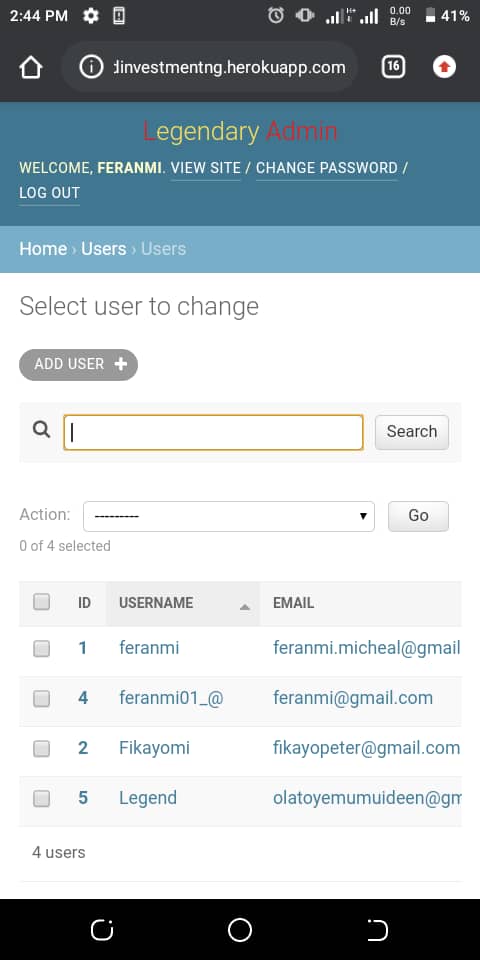 2:44 PM H+ 0.00 B/s 41%
dinvestmentng.herokuapp.com 16
Legendary Admin
WELCOME, FERANMI. VIEW SITE / CHANGE PASSWORD /
LOG OUT
Home › Users › Users
Select user to change
ADD USER +
Search
Action: --------- Go
0 of 4 selected
ID USERNAME EMAIL
1 feranmi feranmi.micheal@gmail
4 feranmi01_@ feranmi@gmail.com
2 Fikayomi fikayopeter@gmail.com
5 Legend olatoyemumuideen@gm
4 users